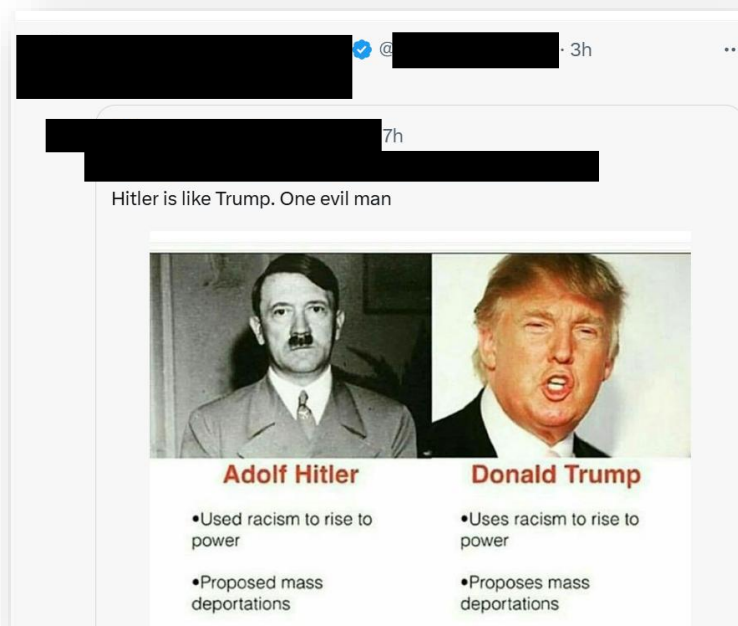 @
· 3h
7h
Hitler is like Trump. One evil man
Adolf Hitler
Donald Trump
•Used racism to rise to
power
•Uses racism to rise to
power
•Proposed mass
deportations
•Proposes mass
deportations